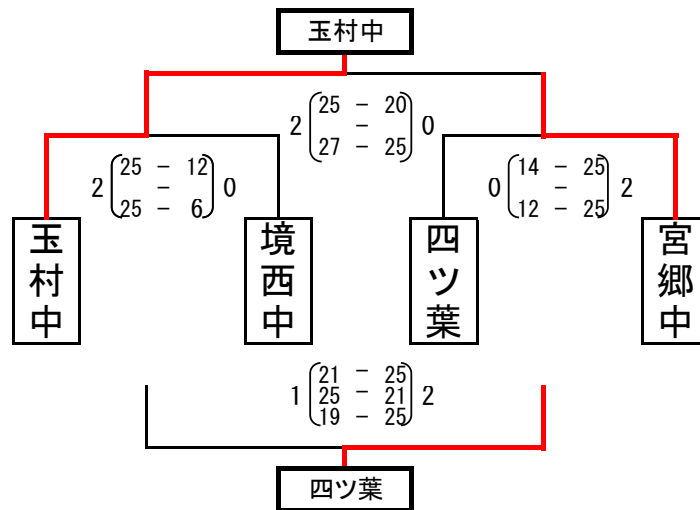 玉村中
25 - 20
2 - 0
27 - 25
25 - 12
2 - 0
25 - 6
14 - 25
0 - 2
12 - 25
玉村中
境西中
四ツ葉
宮郷中
21 - 25
1 25 - 21 2
19 - 25
四ツ葉